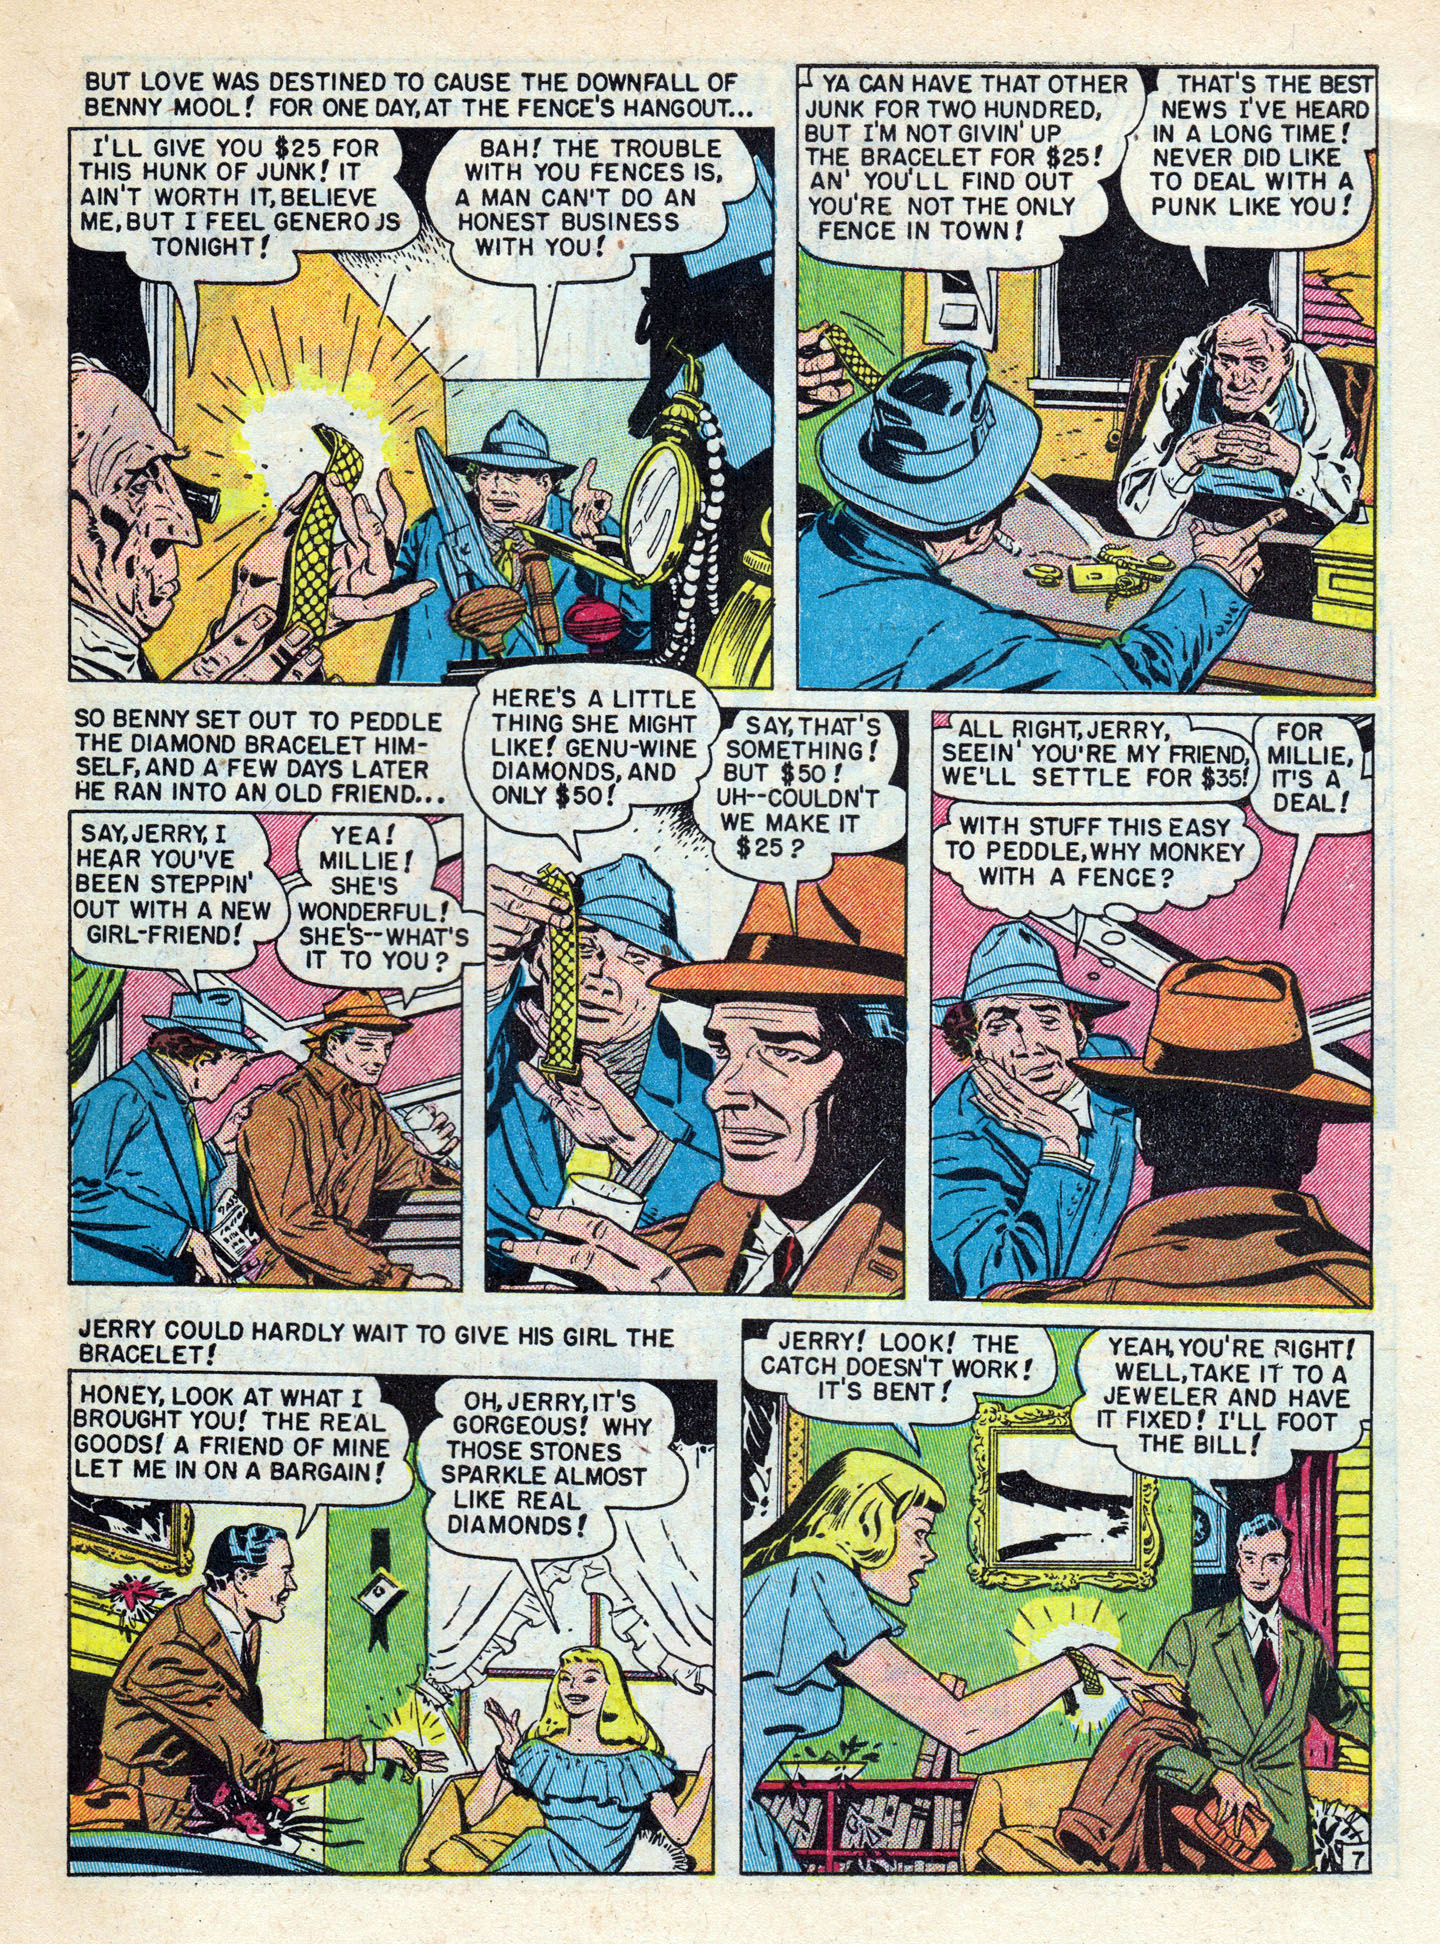 BUT LOVE WAS DESTINED TO CAUSE THE DOWNFALL OF
BENNY MOOL! FOR ONE DAY, AT THE FENCE'S HANGOUT...
I'LL GIVE YOU $25 FOR
THIS HUNK OF JUNK! IT
AIN'T WORTH IT, BELIEVE
ME, BUT I FEEL GENEROJS
TONIGHT!
BAH! THE TROUBLE
WITH YOU FENCES IS,
A MAN CAN'T DO AN
HONEST BUSINESS
WITH YOU!
YA CAN HAVE THAT OTHER
JUNK FOR TWO HUNDRED,
BUT I'M NOT GIVIN' UP
THE BRACELET FOR $25!
AN' YOU'LL FIND OUT
YOU'RE NOT THE ONLY
FENCE IN TOWN!
THAT'S THE BEST
NEWS I'VE HEARD
IN A LONG TIME!
NEVER DID LIKE
TO DEAL WITH A
PUNK LIKE YOU!
SO BENNY SET OUT TO PEDDLE
THE DIAMOND BRACELET HIM-
SELF, AND A FEW DAYS LATER
HE RAN INTO AN OLD FRIEND...
SAY, JERRY, I
HEAR YOU'VE
BEEN STEPPIN'
OUT WITH A NEW
GIRL-FRIEND!
YEA!
MILLIE!
SHE'S
WONDERFUL!
SHE'S--WHAT'S
IT TO YOU?
HERE'S A LITTLE
THING SHE MIGHT
LIKE! GENU-WINE
DIAMONDS, AND
ONLY $50!
SAY, THAT'S
SOMETHING!
BUT $50!
UH--COULDN'T
WE MAKE IT
$25?
ALL RIGHT, JERRY,
SEEIN' YOU'RE MY FRIEND,
WE'LL SETTLE FOR $35!
WITH STUFF THIS EASY
TO PEDDLE, WHY MONKEY
WITH A FENCE?
FOR
MILLIE,
IT'S A
DEAL!
JERRY COULD HARDLY WAIT TO GIVE HIS GIRL THE
BRACELET!
HONEY, LOOK AT WHAT I
BROUGHT YOU! THE REAL
GOODS! A FRIEND OF MINE
LET ME IN ON A BARGAIN!
OH, JERRY, IT'S
GORGEOUS! WHY
THOSE STONES
SPARKLE ALMOST
LIKE REAL
DIAMONDS!
JERRY! LOOK! THE
CATCH DOESN'T WORK!
IT'S BENT!
YEAH, YOU'RE RIGHT!
WELL, TAKE IT TO A
JEWELER AND HAVE
IT FIXED! I'LL FOOT
THE BILL!
7